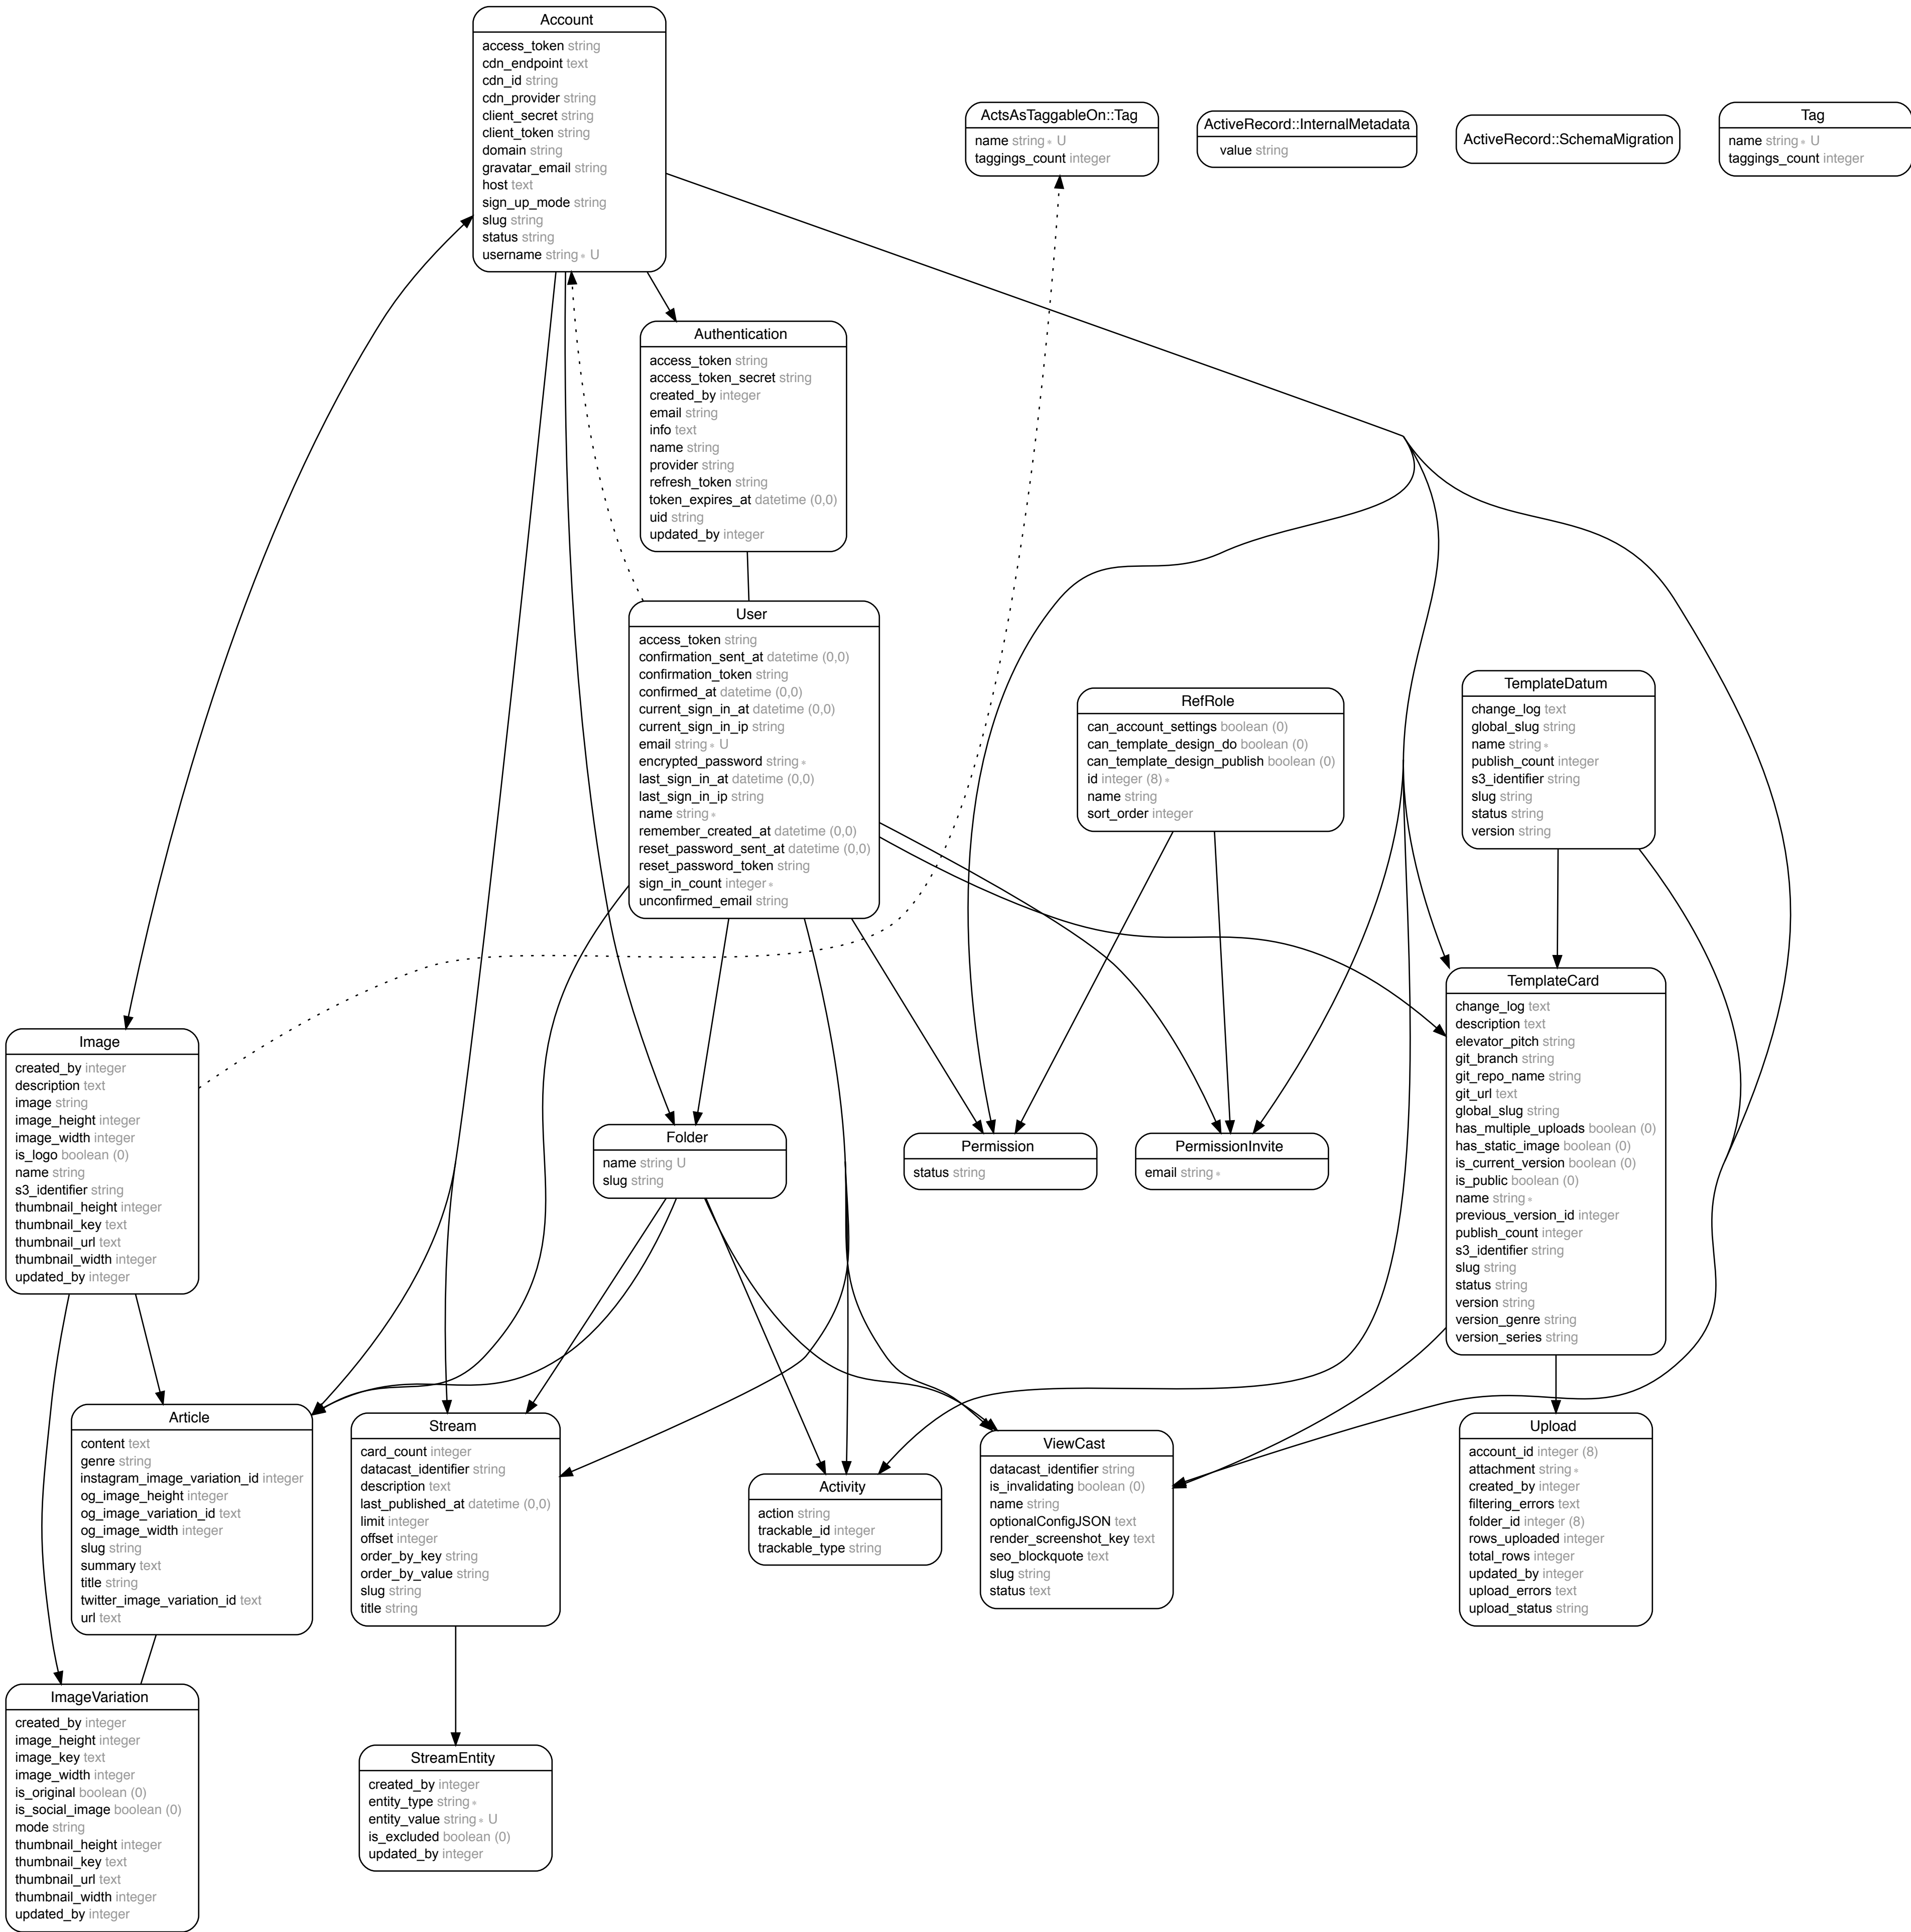 Account
access_token string
cdn_endpoint text
cdn_id string
cdn_provider string
client_secret string
client_token string
domain string
gravatar_email string
host text
sign_up_mode string
slug string
status string
username string ∗ U
ActsAsTaggableOn::Tag
name string ∗ U
taggings_count integer
ActiveRecord::InternalMetadata
value string
ActiveRecord::SchemaMigration
Tag
name string ∗ U
taggings_count integer
Authentication
access_token string
access_token_secret string
created_by integer
email string
info text
name string
provider string
refresh_token string
token_expires_at datetime (0,0)
uid string
updated_by integer
User
access_token string
confirmation_sent_at datetime (0,0)
confirmation_token string
confirmed_at datetime (0,0)
current_sign_in_at datetime (0,0)
current_sign_in_ip string
email string ∗ U
encrypted_password string ∗
last_sign_in_at datetime (0,0)
last_sign_in_ip string
name string ∗
remember_created_at datetime (0,0)
reset_password_sent_at datetime (0,0)
reset_password_token string
sign_in_count integer ∗
unconfirmed_email string
RefRole
can_account_settings boolean (0)
can_template_design_do boolean (0)
can_template_design_publish boolean (0)
id integer (8) ∗
name string
sort_order integer
TemplateDatum
change_log text
global_slug string
name string ∗
publish_count integer
s3_identifier string
slug string
status string
version string
TemplateCard
change_log text
description text
elevator_pitch string
git_branch string
git_repo_name string
git_url text
global_slug string
has_multiple_uploads boolean (0)
has_static_image boolean (0)
is_current_version boolean (0)
is_public boolean (0)
name string ∗
previous_version_id integer
publish_count integer
s3_identifier string
slug string
status string
version string
version_genre string
version_series string
Image
created_by integer
description text
image string
image_height integer
image_width integer
is_logo boolean (0)
name string
s3_identifier string
thumbnail_height integer
thumbnail_key text
thumbnail_url text
thumbnail_width integer
updated_by integer
Folder
name string U
slug string
Permission
status string
PermissionInvite
email string ∗
Article
content text
genre string
instagram_image_variation_id integer
og_image_height integer
og_image_variation_id text
og_image_width integer
slug string
summary text
title string
twitter_image_variation_id text
url text
Stream
card_count integer
datacast_identifier string
description text
last_published_at datetime (0,0)
limit integer
offset integer
order_by_key string
order_by_value string
slug string
title string
Activity
action string
trackable_id integer
trackable_type string
ViewCast
datacast_identifier string
is_invalidating boolean (0)
name string
optionalConfigJSON text
render_screenshot_key text
seo_blockquote text
slug string
status text
Upload
account_id integer (8)
attachment string ∗
created_by integer
filtering_errors text
folder_id integer (8)
rows_uploaded integer
total_rows integer
updated_by integer
upload_errors text
upload_status string
ImageVariation
created_by integer
image_height integer
image_key text
image_width integer
is_original boolean (0)
is_social_image boolean (0)
mode string
thumbnail_height integer
thumbnail_key text
thumbnail_url text
thumbnail_width integer
updated_by integer
StreamEntity
created_by integer
entity_type string ∗
entity_value string ∗ U
is_excluded boolean (0)
updated_by integer